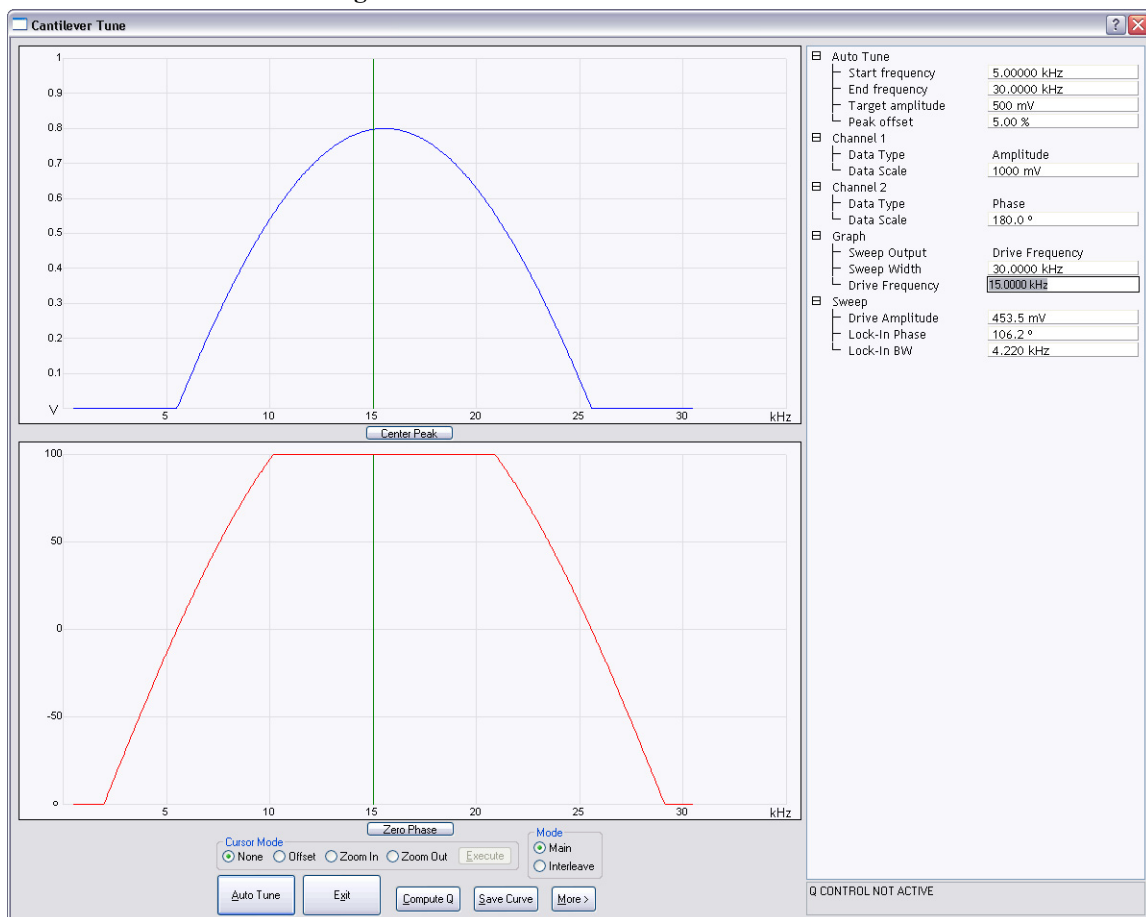 Cantilever Tune
1
0.9
0.8
0.7
0.6
0.5
0.4
0.3
0.2
0.1
V
5 10 15 20 25 30 kHz
Center Peak
100
50
0
-50
°
5 10 15 20 25 30 kHz
Zero Phase
Cursor Mode
None Offset Zoom In Zoom Out Execute
Mode
Main
Interleave
Auto Tune Exit Compute Q Save Curve More >
Auto Tune
Start frequency 5.00000 kHz
End frequency 30.0000 kHz
Target amplitude 500 mV
Peak offset 5.00 %
Channel 1
Data Type Amplitude
Data Scale 1000 mV
Channel 2
Data Type Phase
Data Scale 180.0 º
Graph
Sweep Output Drive Frequency
Sweep Width 30.0000 kHz
Drive Frequency 15.0000 kHz
Sweep
Drive Amplitude 453.5 mV
Lock-In Phase 106.2 º
Lock-In BW 4.220 kHz
Q CONTROL NOT ACTIVE